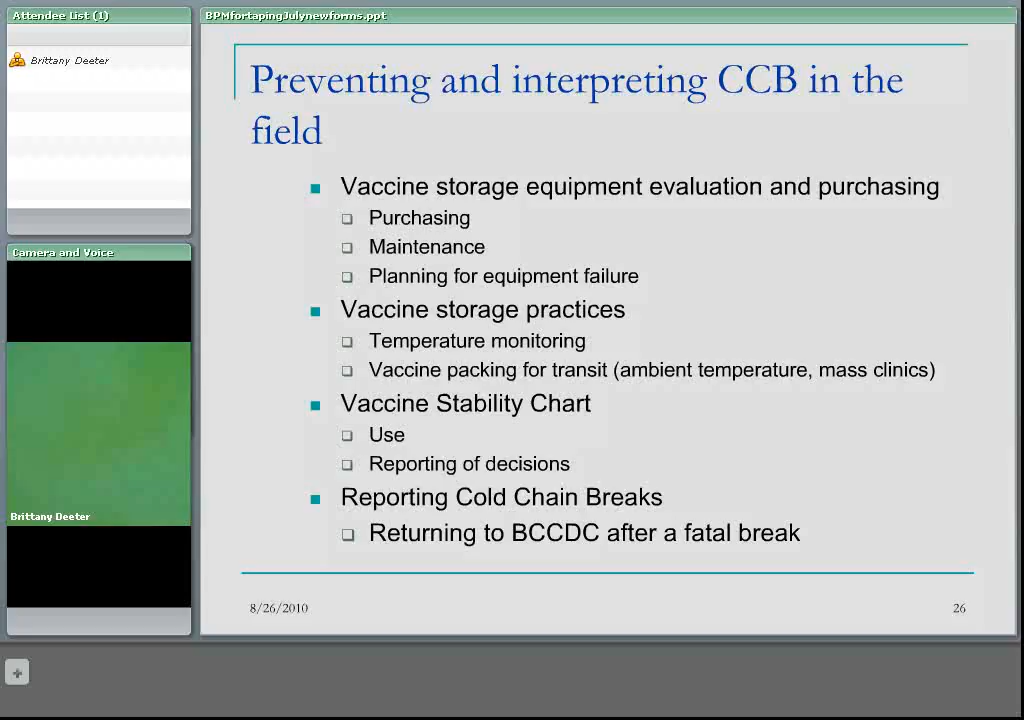 Attendee List (1)
Brittany Deeter
Camera and Voice
Brittany Deeter
BPMfortapingJulynewforms.ppt
Preventing and interpreting CCB in the
field
Vaccine storage equipment evaluation and purchasing
Purchasing
Maintenance
Planning for equipment failure
Vaccine storage practices
Temperature monitoring
Vaccine packing for transit (ambient temperature, mass clinics)
Vaccine Stability Chart
Use
Reporting of decisions
Reporting Cold Chain Breaks
Returning to BCCDC after a fatal break
8/26/2010
26